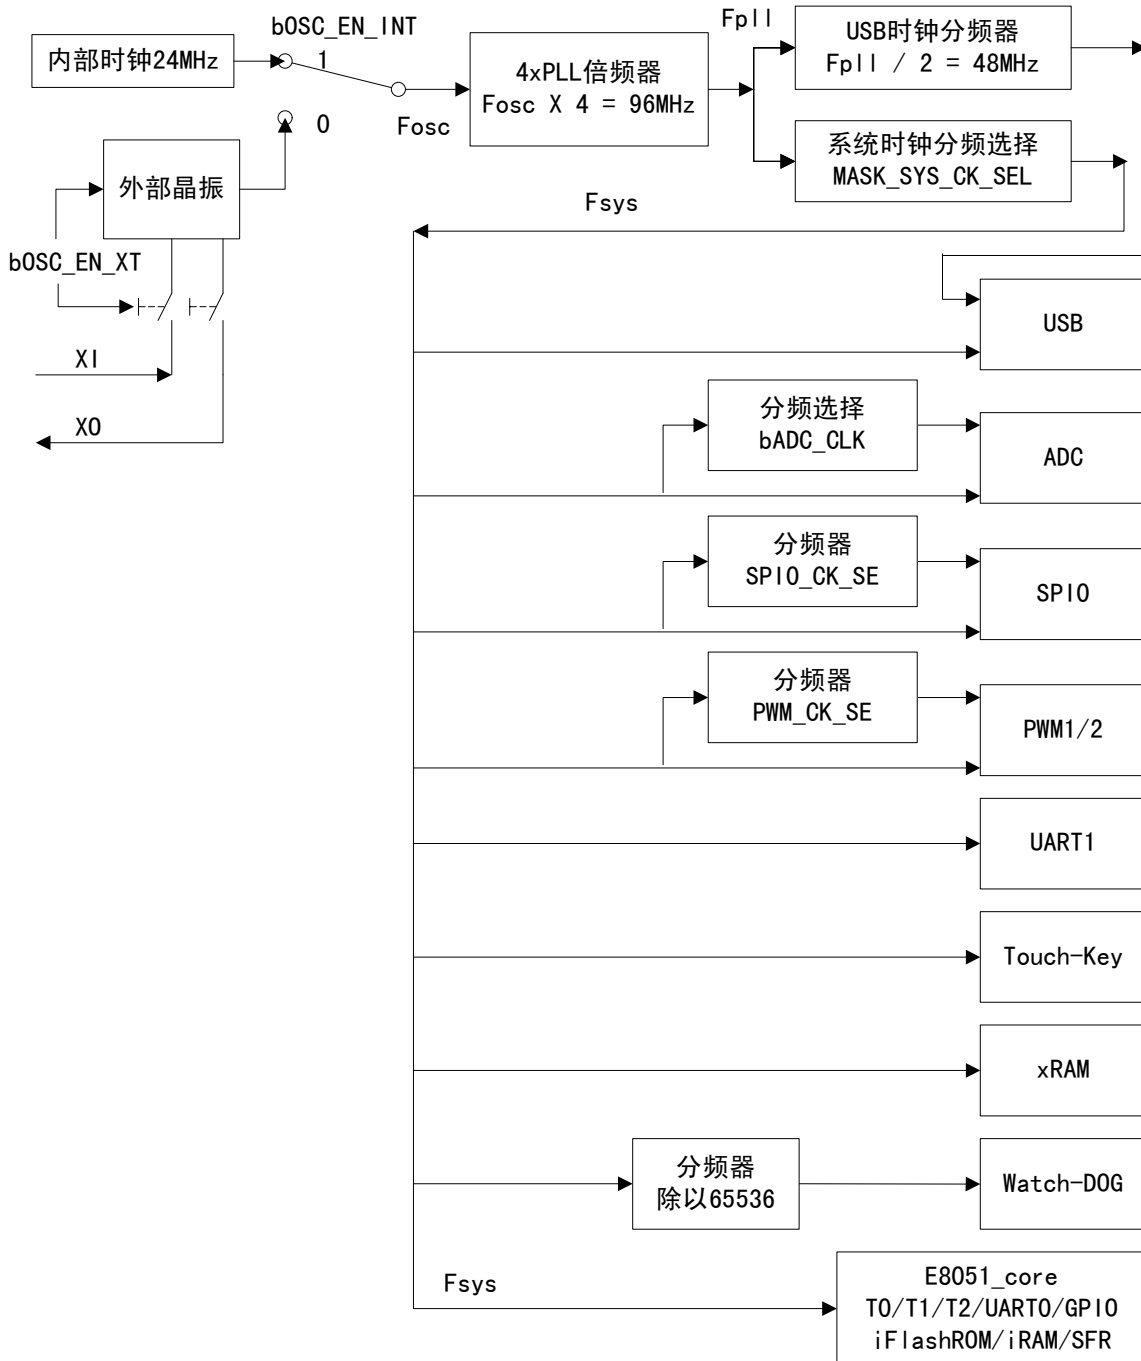 bOSC_EN_INT
内部时钟24MHz
1
0
Fosc
4xPLL倍频器
Fosc X 4 = 96MHz
Fpll
USB时钟分频器
Fpll / 2 = 48MHz
系统时钟分频选择
MASK_SYS_CK_SEL
外部晶振
bOSC_EN_XT
XI
XO
Fsys
USB
分频选择
bADC_CLK
ADC
分频器
SPI0_CK_SE
SPI0
分频器
PWM_CK_SE
PWM1/2
UART1
Touch-Key
xRAM
分频器
除以65536
Watch-DOG
Fsys
E8051_core
T0/T1/T2/UART0/GPIO
iFlashROM/iRAM/SFR